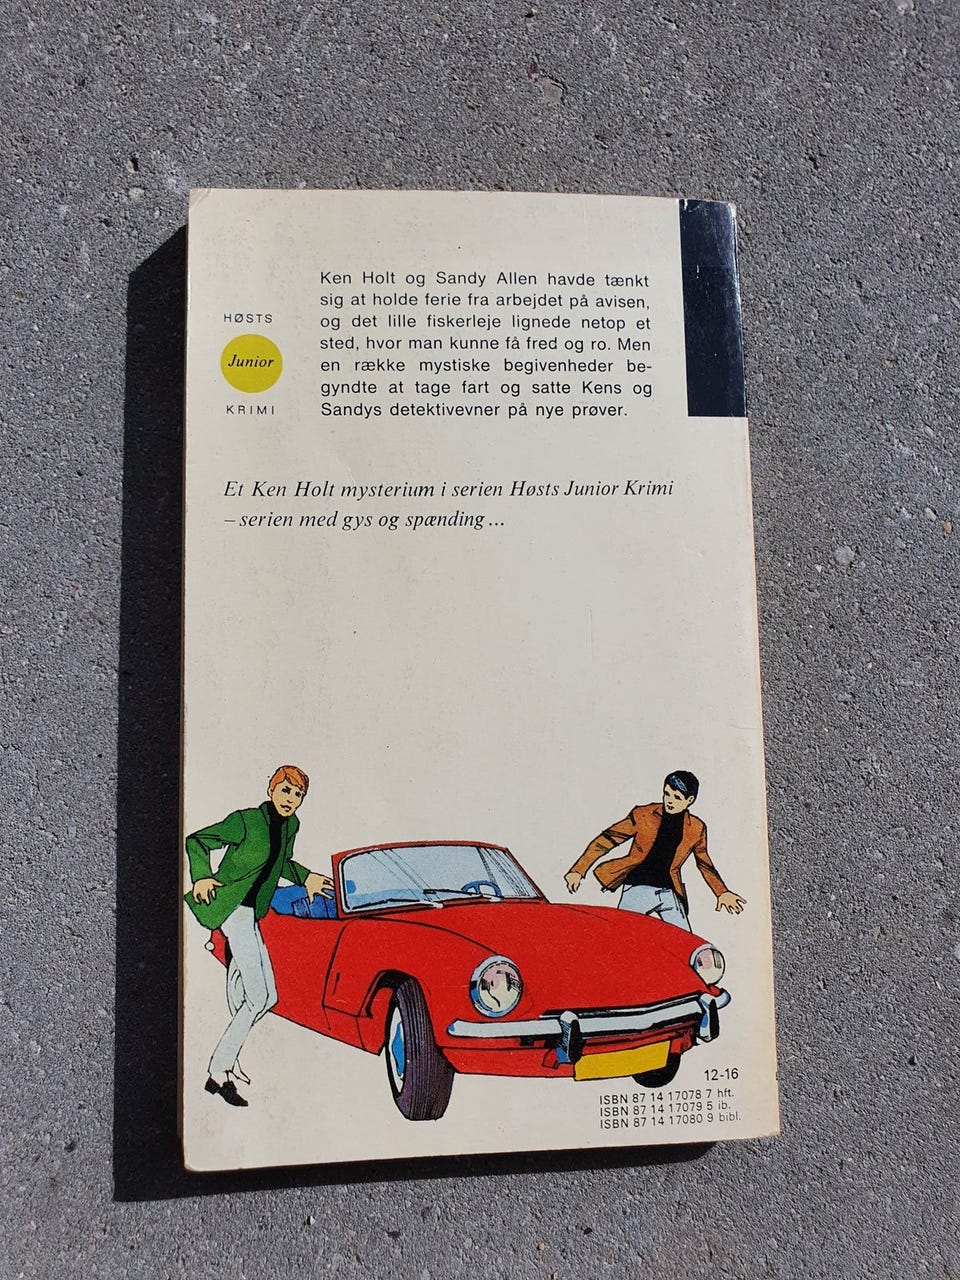 Ken Holt og Sandy Allen havde tænkt
sig at holde ferie fra arbejdet på avisen,
og det lille fiskerleje lignede netop et
sted, hvor man kunne få fred og ro. Men
en række mystiske begivenheder be-
gyndte at tage fart og satte Kens og
Sandys detektivevner på nye prøver.
HØSTS
Junior
KRIMI
Et Ken Holt mysterium i serien Høsts Junior Krimi
– serien med gys og spænding...
12-16
ISBN 87 14 17078 7 hft.
ISBN 87 14 17079 5 ib.
ISBN 87 14 17080 9 bibl.